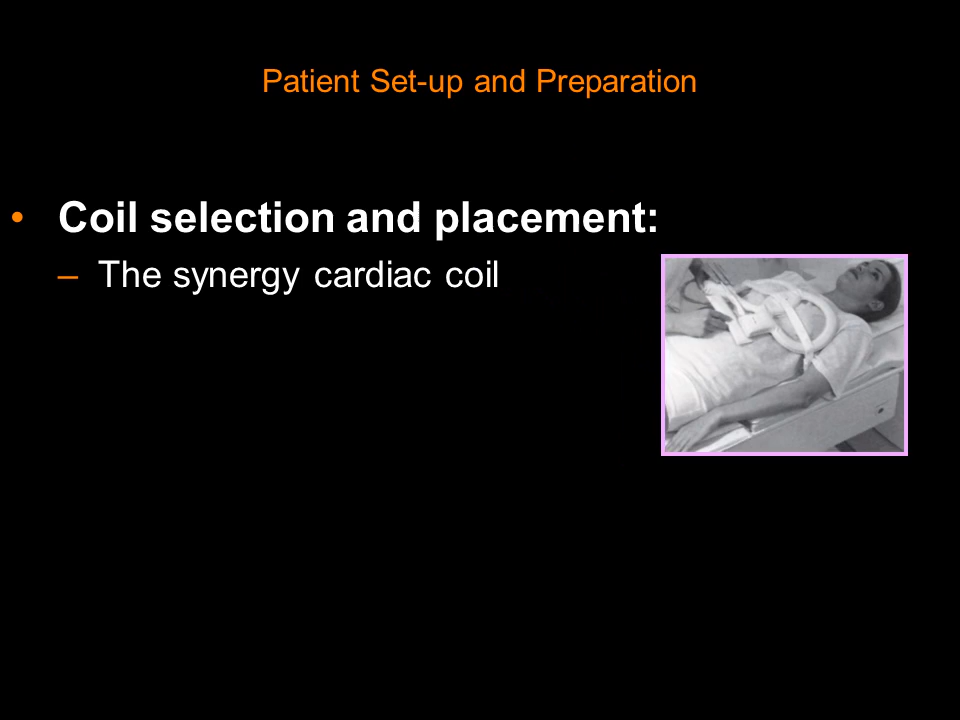 Patient Set-up and Preparation
• Coil selection and placement:
– The synergy cardiac coil